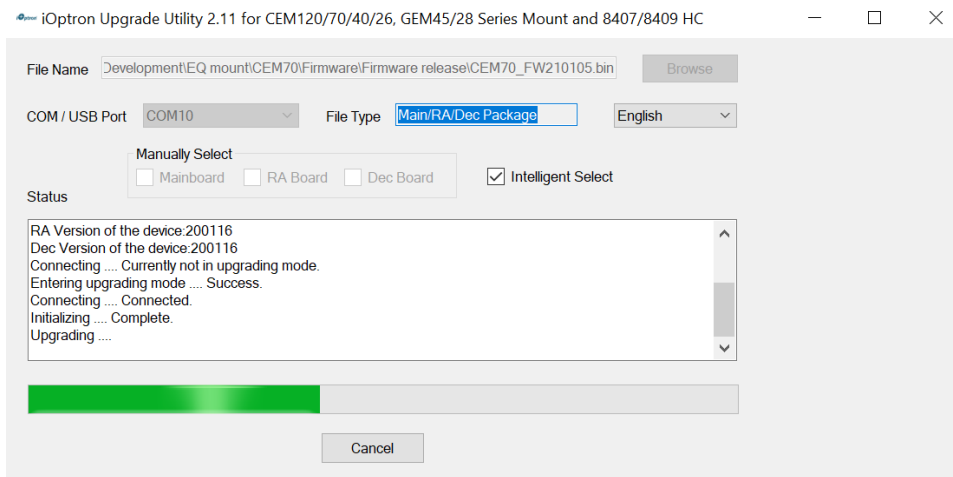 iOptron Upgrade Utility 2.11 for CEM120/70/40/26, GEM45/28 Series Mount and 8407/8409 HC
File Name Development\EQ mount\CEM70\Firmware\Firmware release\CEM70_FW210105.bin Browse
COM / USB Port COM10 File Type Main/RA/Dec Package English
Manually Select
Mainboard RA Board Dec Board Intelligent Select
Status
RA Version of the device:200116
Dec Version of the device:200116
Connecting .... Currently not in upgrading mode.
Entering upgrading mode .... Success.
Connecting .... Connected.
Initializing .... Complete.
Upgrading ....
Cancel